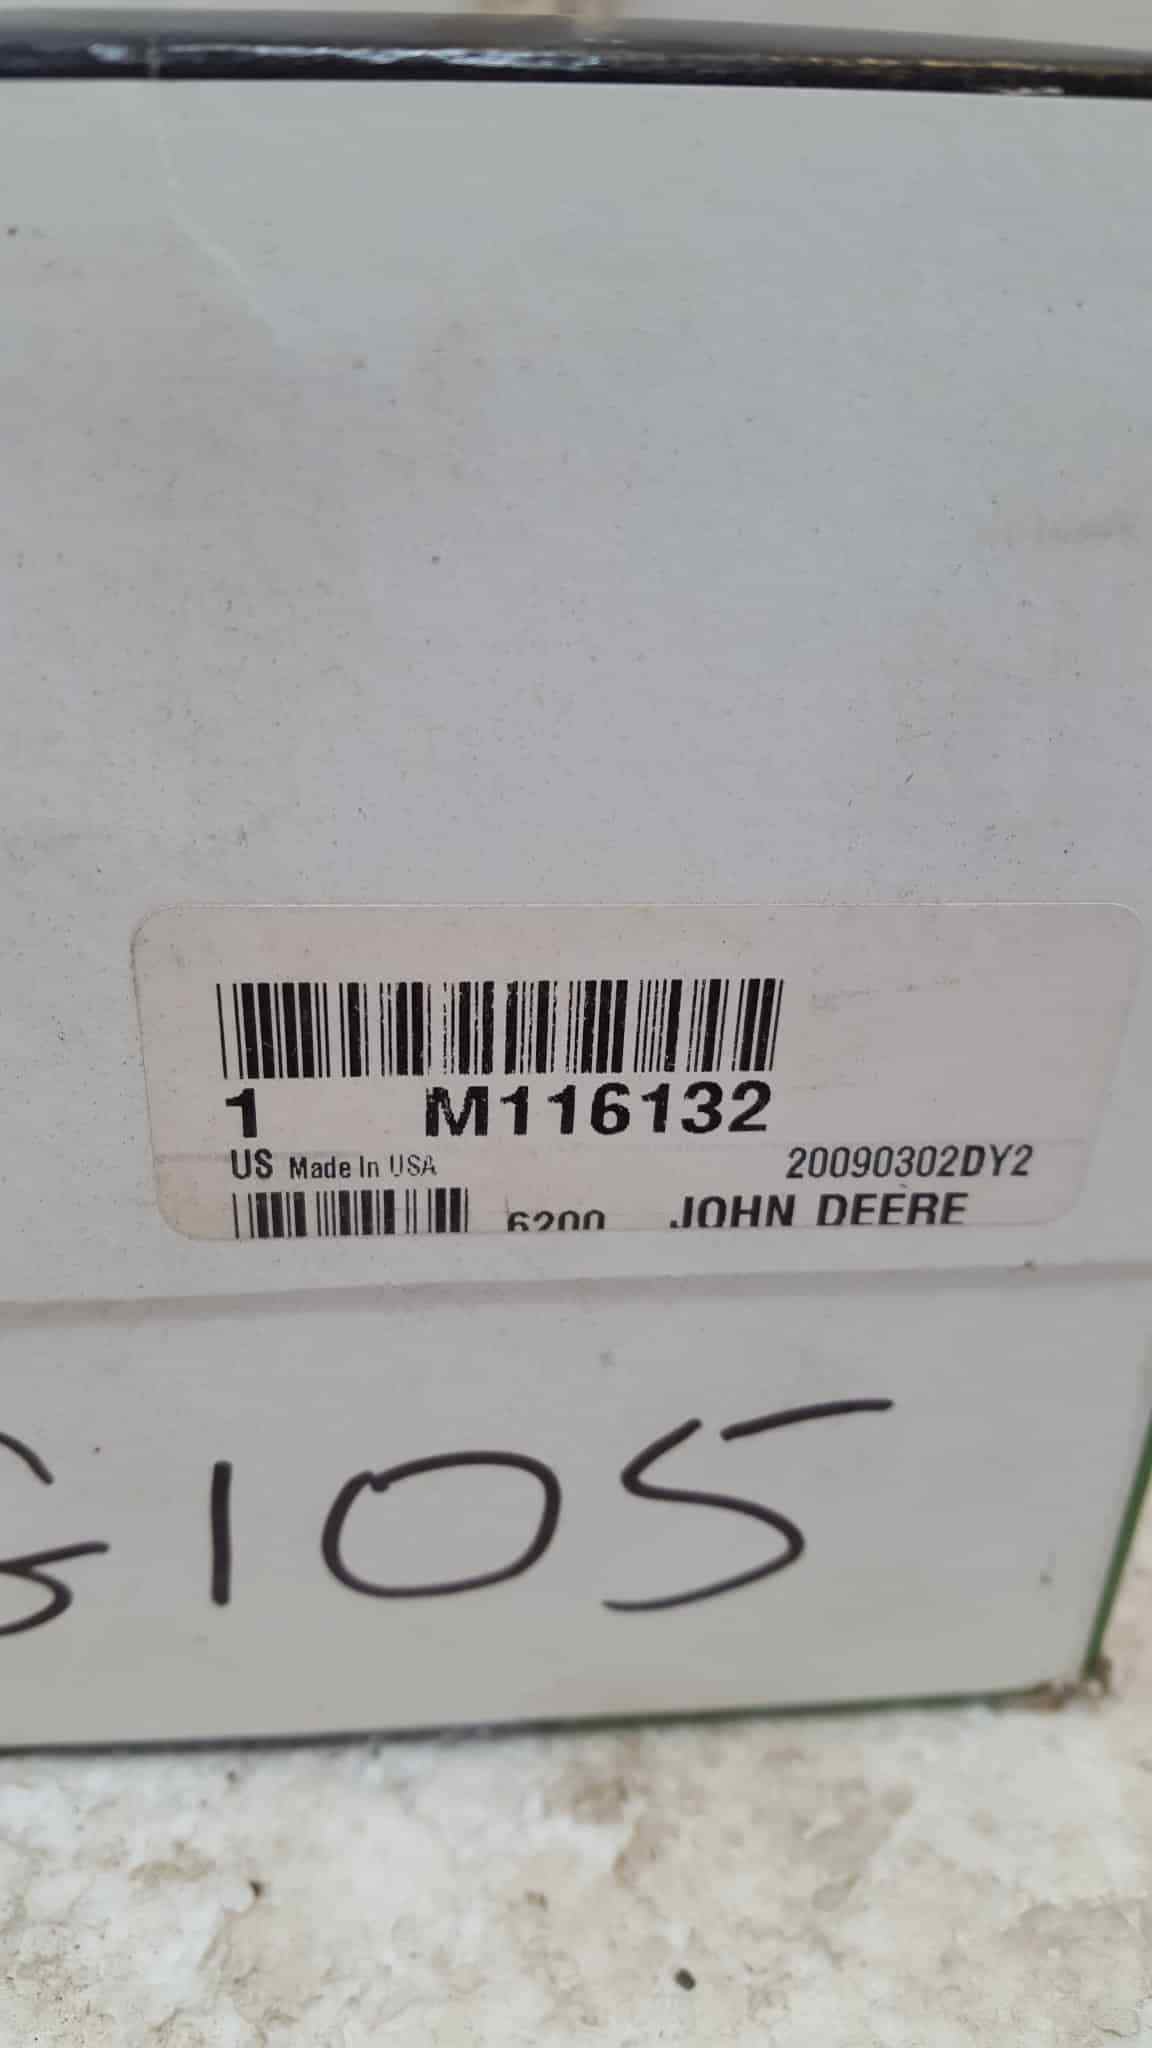 1 M116132
US Made In USA 20090302DY2
6200 JOHN DEERE
G105